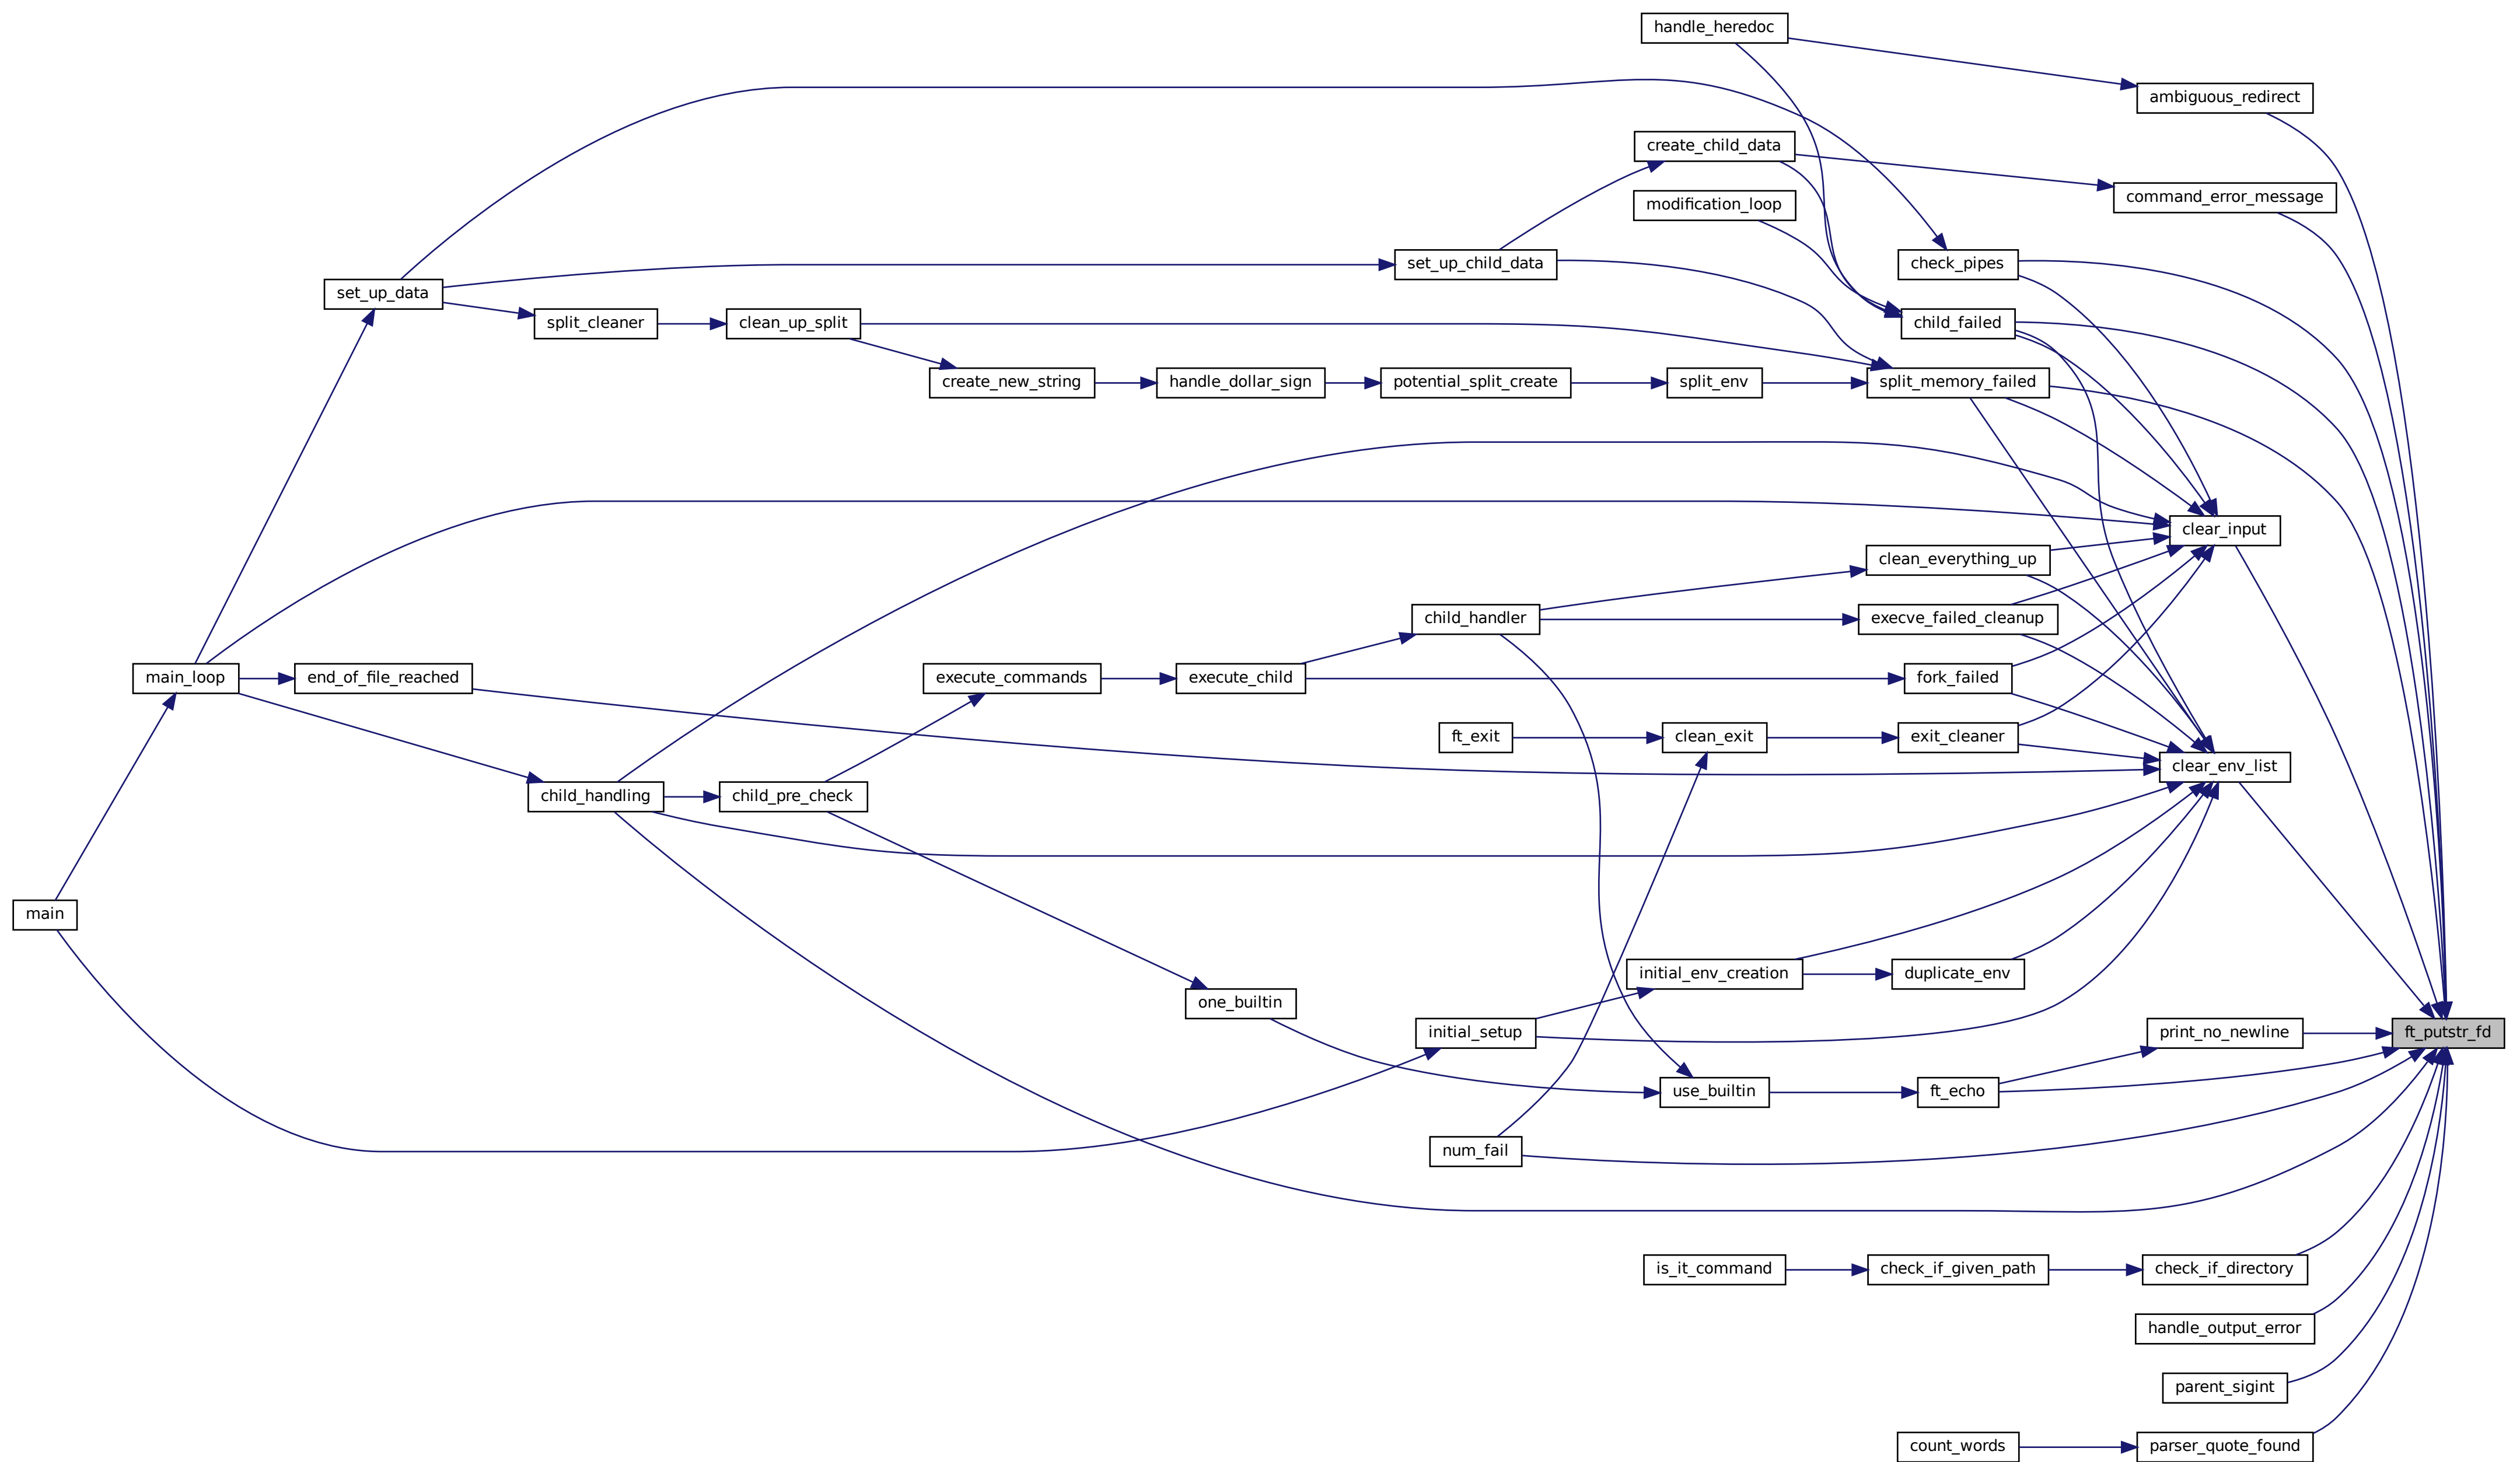 handle_heredoc
ambiguous_redirect
create_child_data
command_error_message
modification_loop
set_up_child_data
check_pipes
set_up_data
split_cleaner
clean_up_split
child_failed
create_new_string
handle_dollar_sign
potential_split_create
split_env
split_memory_failed
clear_input
clean_everything_up
child_handler
execve_failed_cleanup
main_loop
end_of_file_reached
execute_commands
execute_child
fork_failed
ft_exit
clean_exit
exit_cleaner
clear_env_list
child_handling
child_pre_check
main
initial_env_creation
duplicate_env
one_builtin
initial_setup
print_no_newline
ft_putstr_fd
use_builtin
ft_echo
num_fail
is_it_command
check_if_given_path
check_if_directory
handle_output_error
parent_sigint
count_words
parser_quote_found